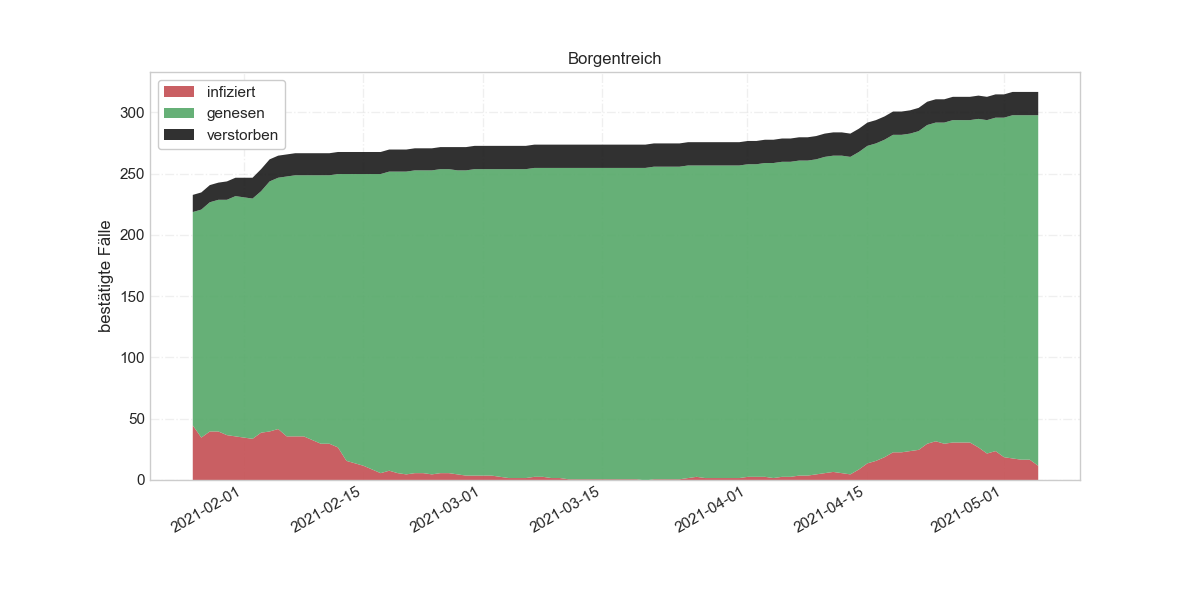 Borgentreich
infiziert
genesen
verstorben
bestätigte Fälle
300
250
200
150
100
50
0
2021-02-01
2021-02-15
2021-03-01
2021-03-15
2021-04-01
2021-04-15
2021-05-01